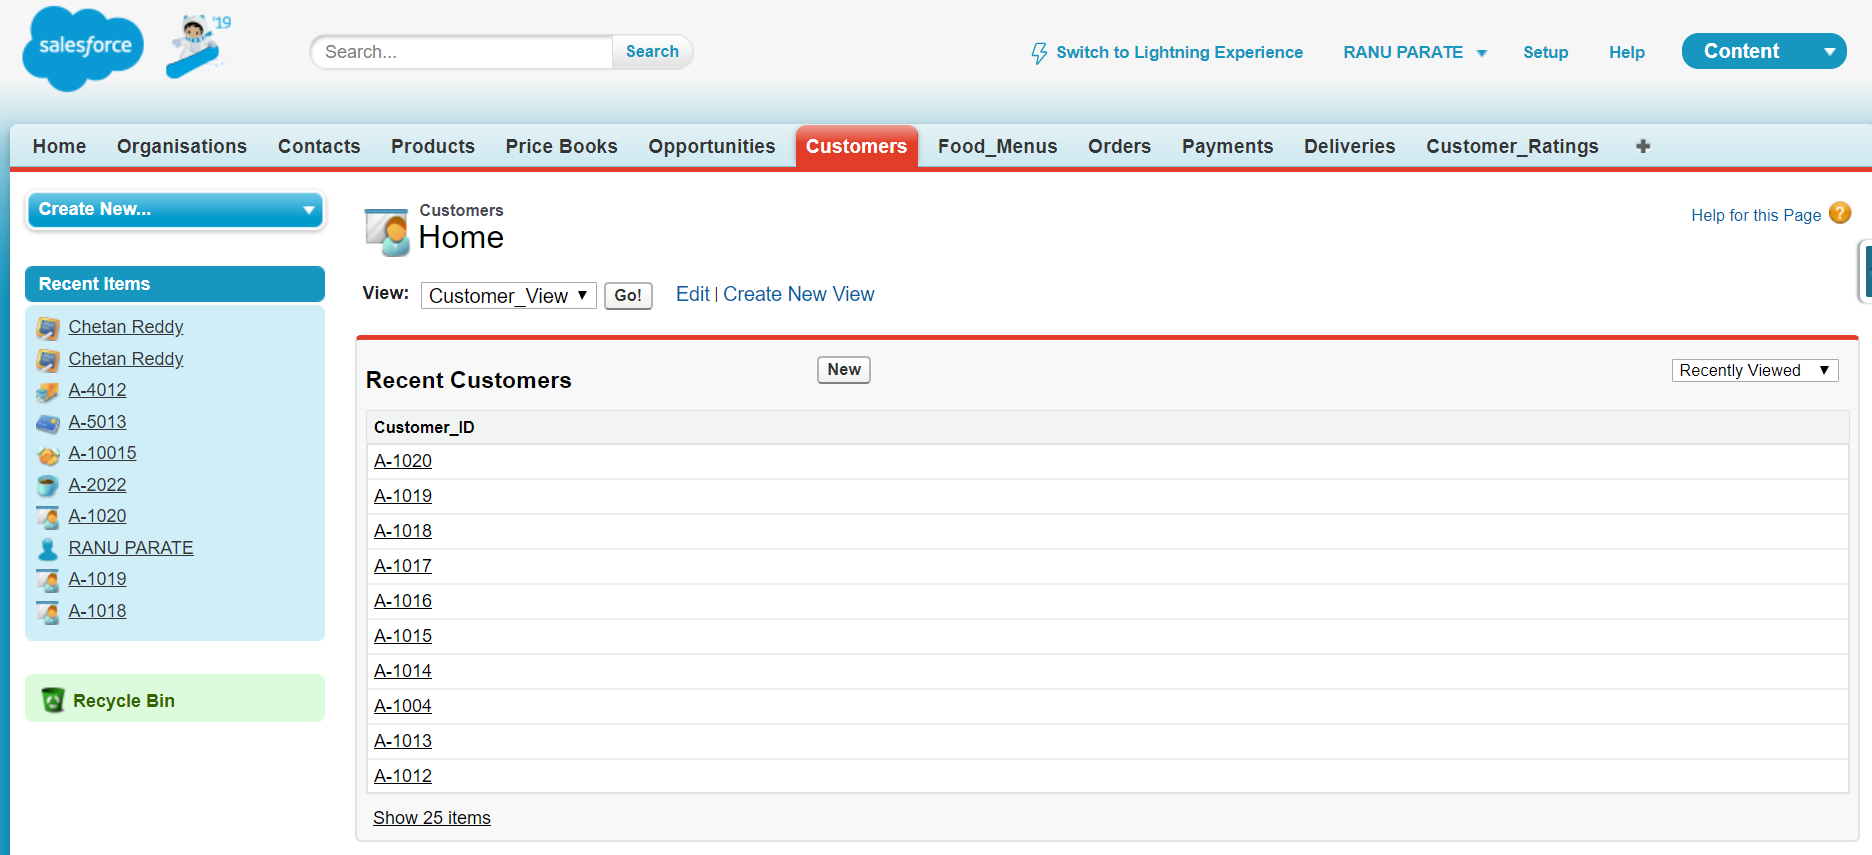 salesforce '19
Search... Search Switch to Lightning Experience RANU PARATE Setup Help Content
Home Organisations Contacts Products Price Books Opportunities Customers Food_Menus Orders Payments Deliveries Customer_Ratings +
Create New...
Recent Items
Chetan Reddy
Chetan Reddy
A-4012
A-5013
A-10015
A-2022
A-1020
RANU PARATE
A-1019
A-1018
Recycle Bin
Customers
Home
Help for this Page ?
View: Customer_View Go! Edit | Create New View
Recent Customers New Recently Viewed
Customer_ID
A-1020
A-1019
A-1018
A-1017
A-1016
A-1015
A-1014
A-1004
A-1013
A-1012
Show 25 items